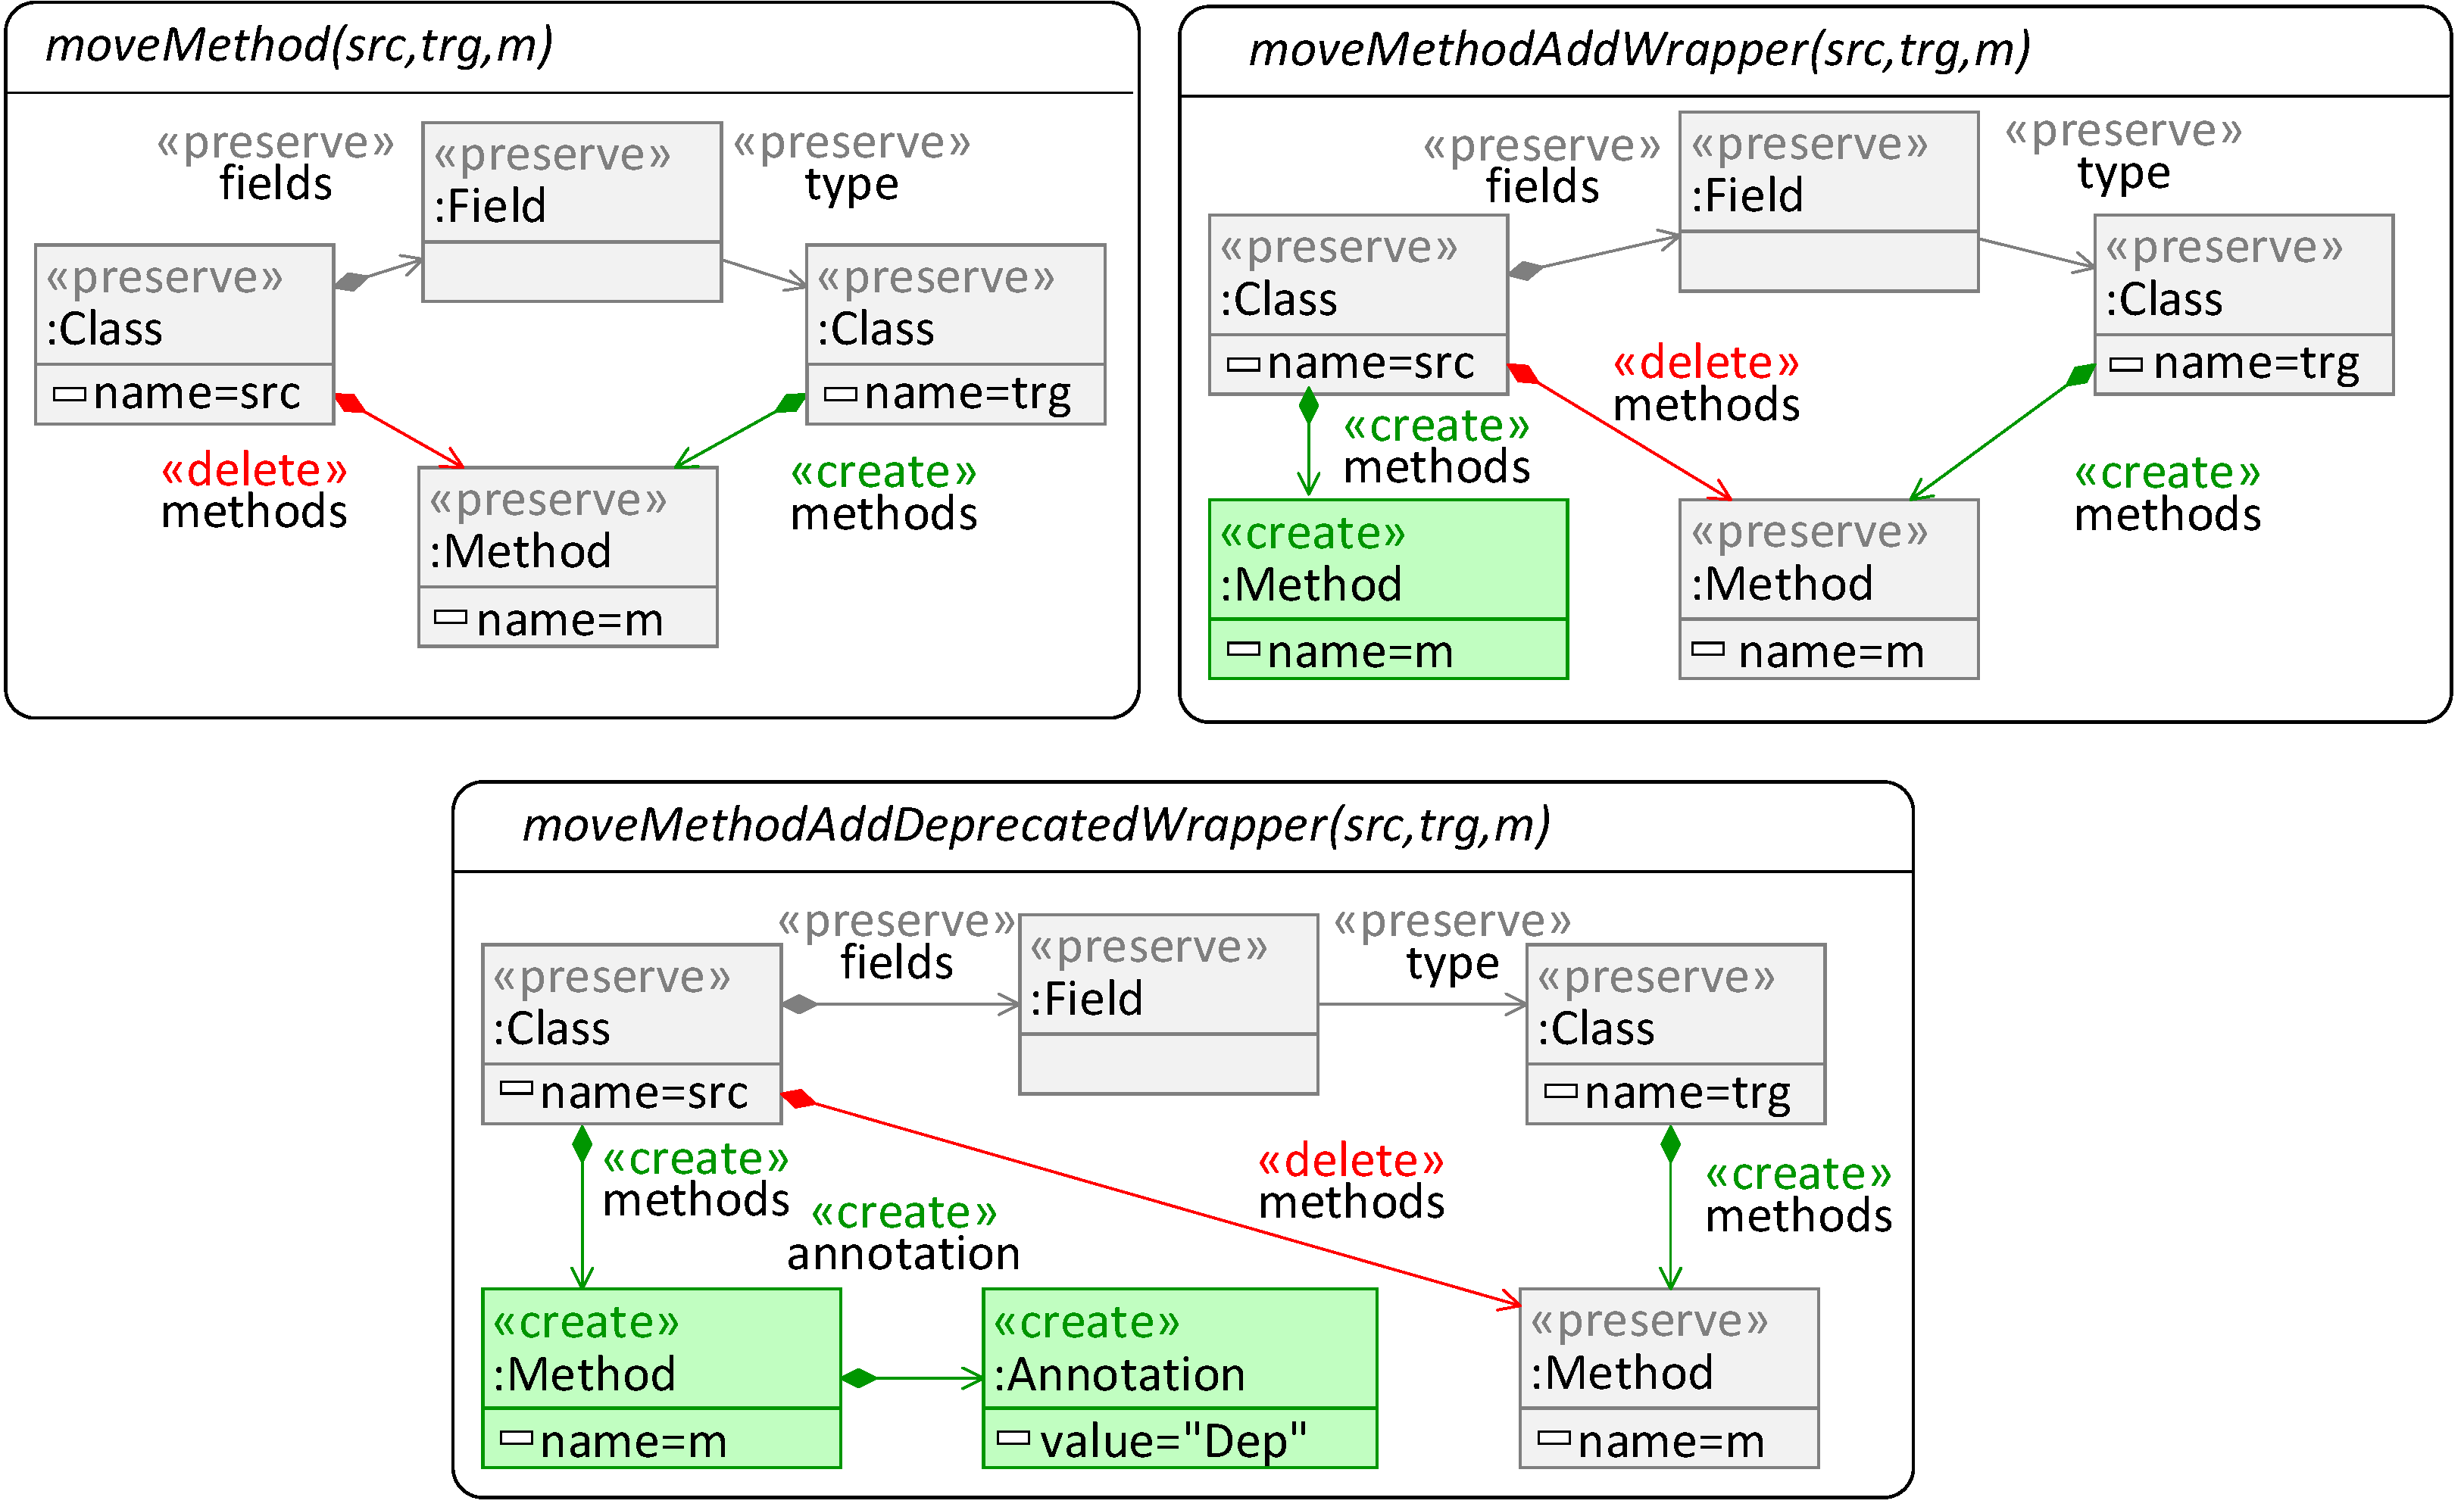 moveMethod(src,trg,m)
«preserve»
fields
«preserve»
:Field
«preserve»
type
«preserve»
:Class
name=src
«preserve»
:Class
name=trg
«delete»
methods
«create»
methods
«preserve»
:Method
name=m
moveMethodAddWrapper(src,trg,m)
«preserve»
fields
«preserve»
:Field
«preserve»
type
«preserve»
:Class
name=src
«preserve»
:Class
name=trg
«delete»
methods
«create»
methods
«create»
methods
«create»
:Method
name=m
«preserve»
:Method
name=m
moveMethodAddDeprecatedWrapper(src,trg,m)
«preserve»
fields
«preserve»
:Field
«preserve»
type
«preserve»
:Class
name=src
«preserve»
:Class
name=trg
«create»
methods
«create»
annotation
«delete»
methods
«create»
methods
«create»
:Method
name=m
«create»
:Annotation
value="Dep"
«preserve»
:Method
name=m